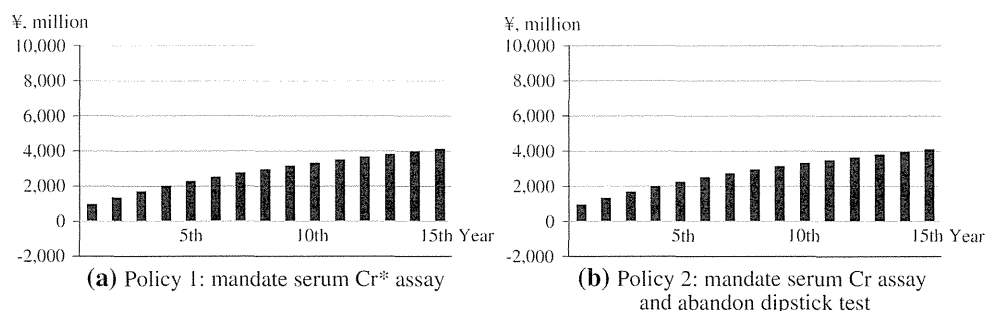 ¥, million
10,000
8,000
6,000
4,000
2,000
0
-2,000
5th 10th 15th Year
(a) Policy 1: mandate serum Cr* assay
¥, million
10,000
8,000
6,000
4,000
2,000
0
-2,000
5th 10th 15th Year
(b) Policy 2: mandate serum Cr assay
and abandon dipstick test